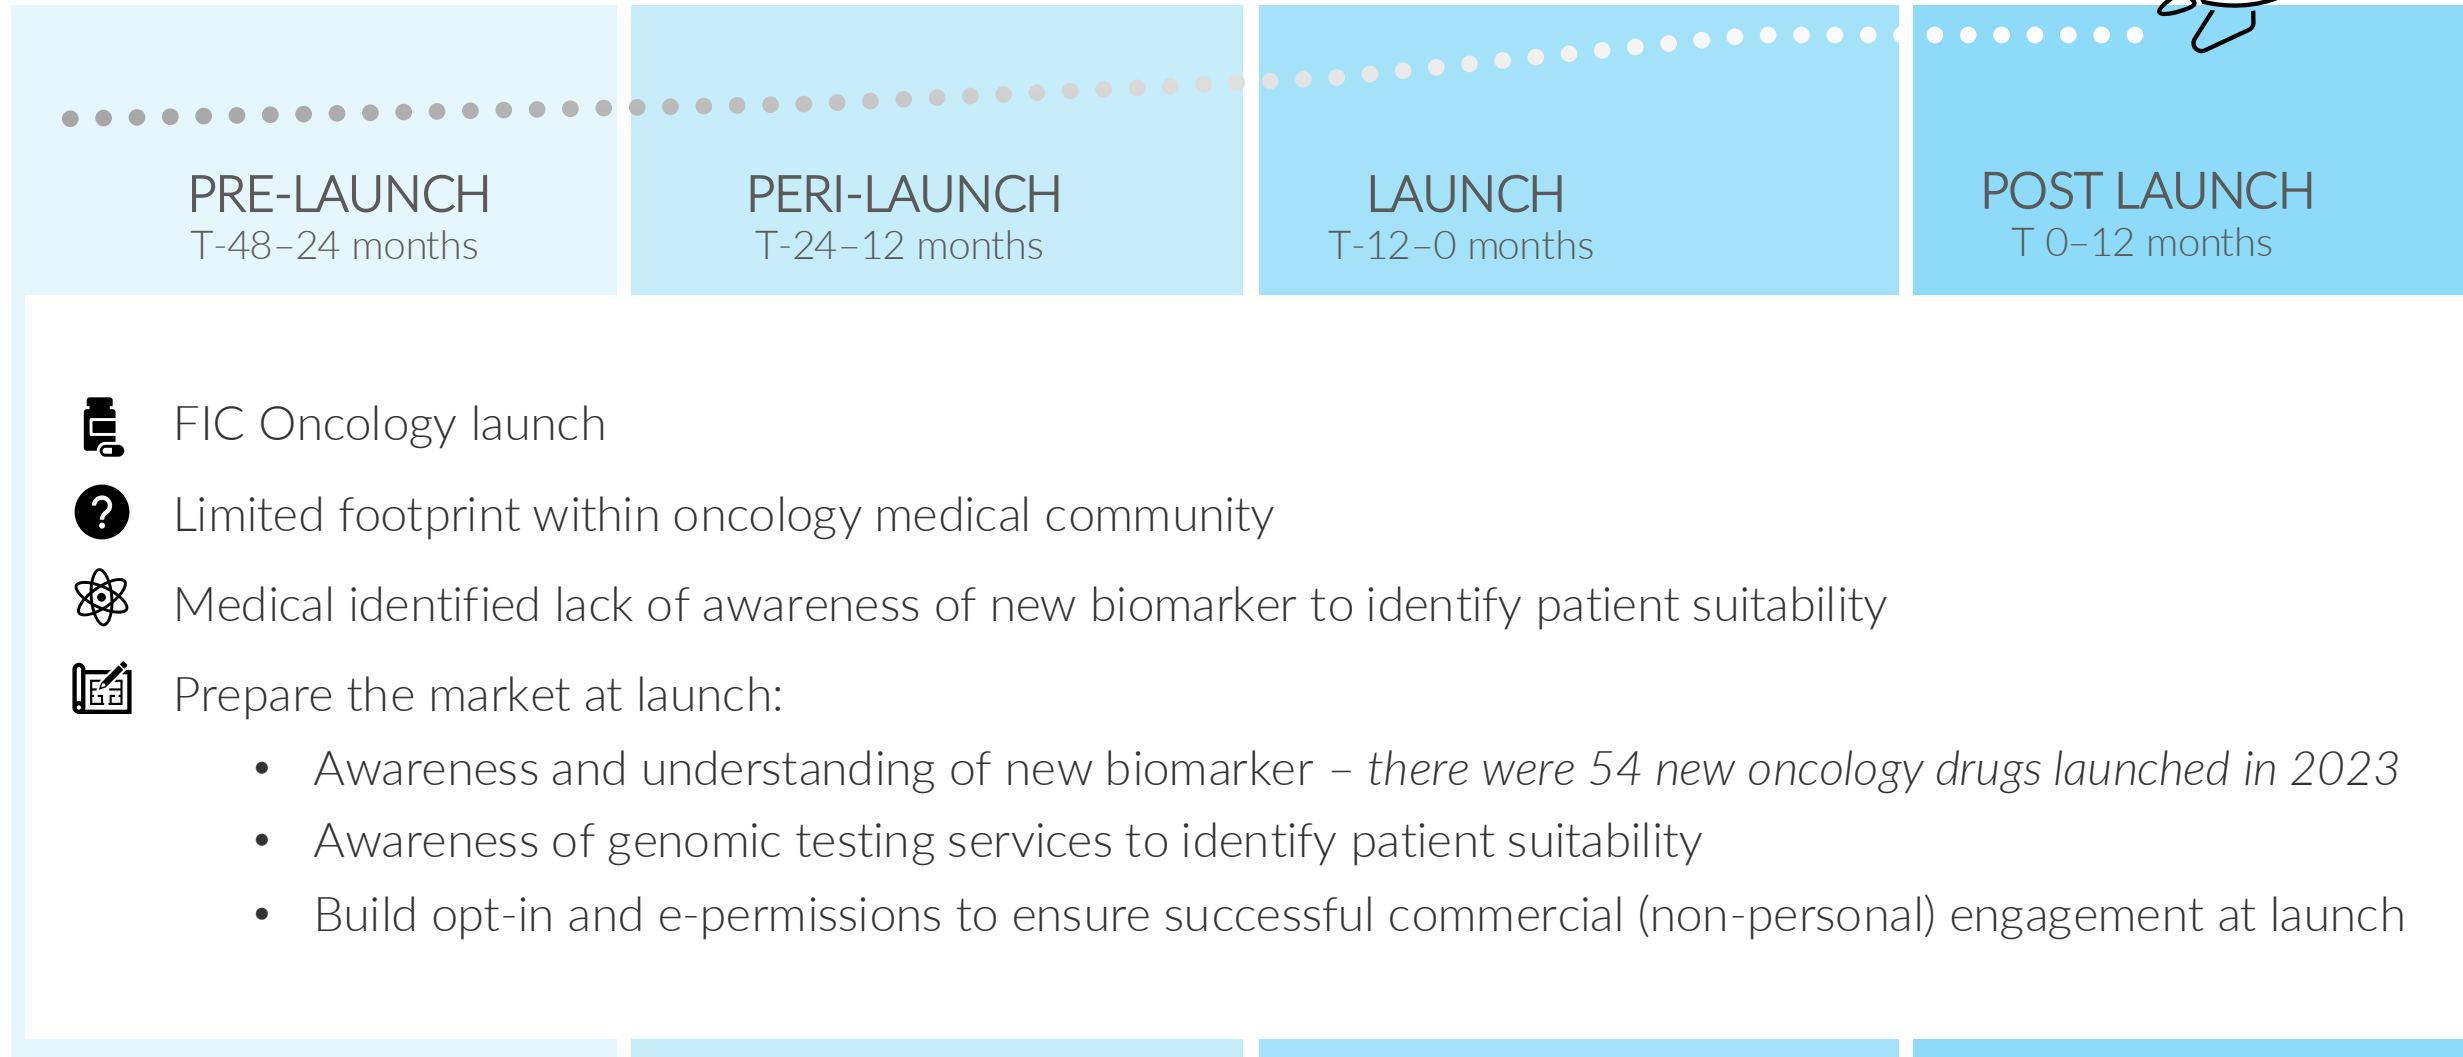 PRE-LAUNCH
T-48–24 months
PERI-LAUNCH
T-24–12 months
LAUNCH
T-12–0 months
POST LAUNCH
T 0–12 months
FIC Oncology launch
Limited footprint within oncology medical community
Medical identified lack of awareness of new biomarker to identify patient suitability
Prepare the market at launch:
• Awareness and understanding of new biomarker – there were 54 new oncology drugs launched in 2023
• Awareness of genomic testing services to identify patient suitability
• Build opt-in and e-permissions to ensure successful commercial (non-personal) engagement at launch